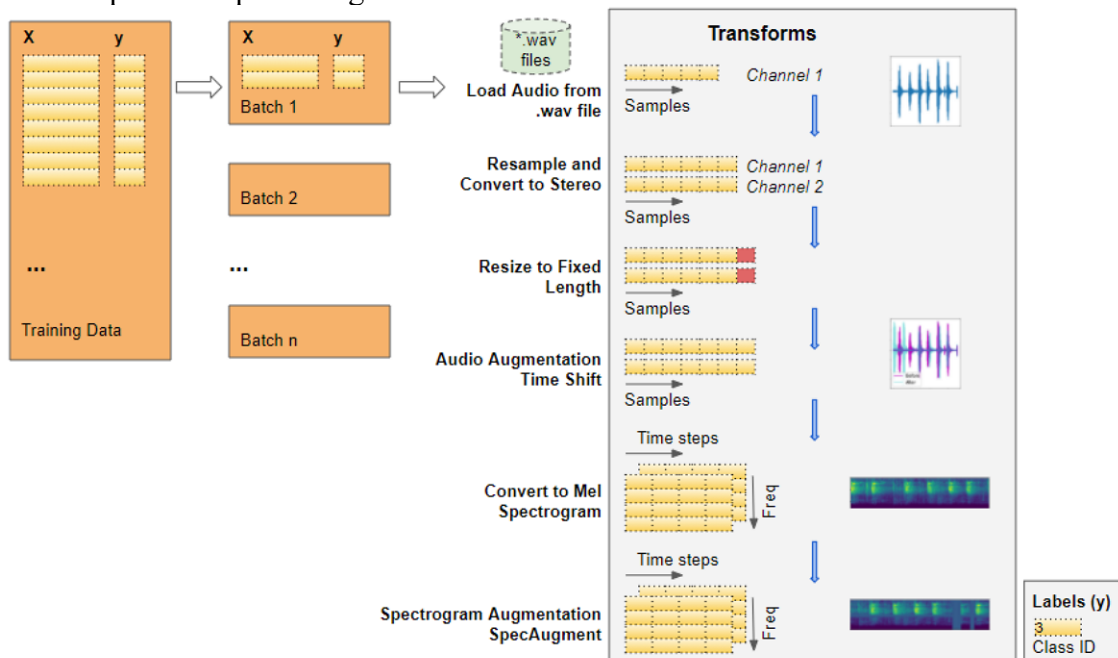 X y
Training Data
...
X y
Batch 1
Batch 2
...
Batch n
*.wav
files
Load Audio from
.wav file
Resample and
Convert to Stereo
Resize to Fixed
Length
Audio Augmentation
Time Shift
Convert to Mel
Spectrogram
Spectrogram Augmentation
SpecAugment
Transforms
Channel 1
Samples
Channel 1
Channel 2
Samples
Samples
Samples
Time steps
Freq
Time steps
Freq
Labels (y)
3
Class ID